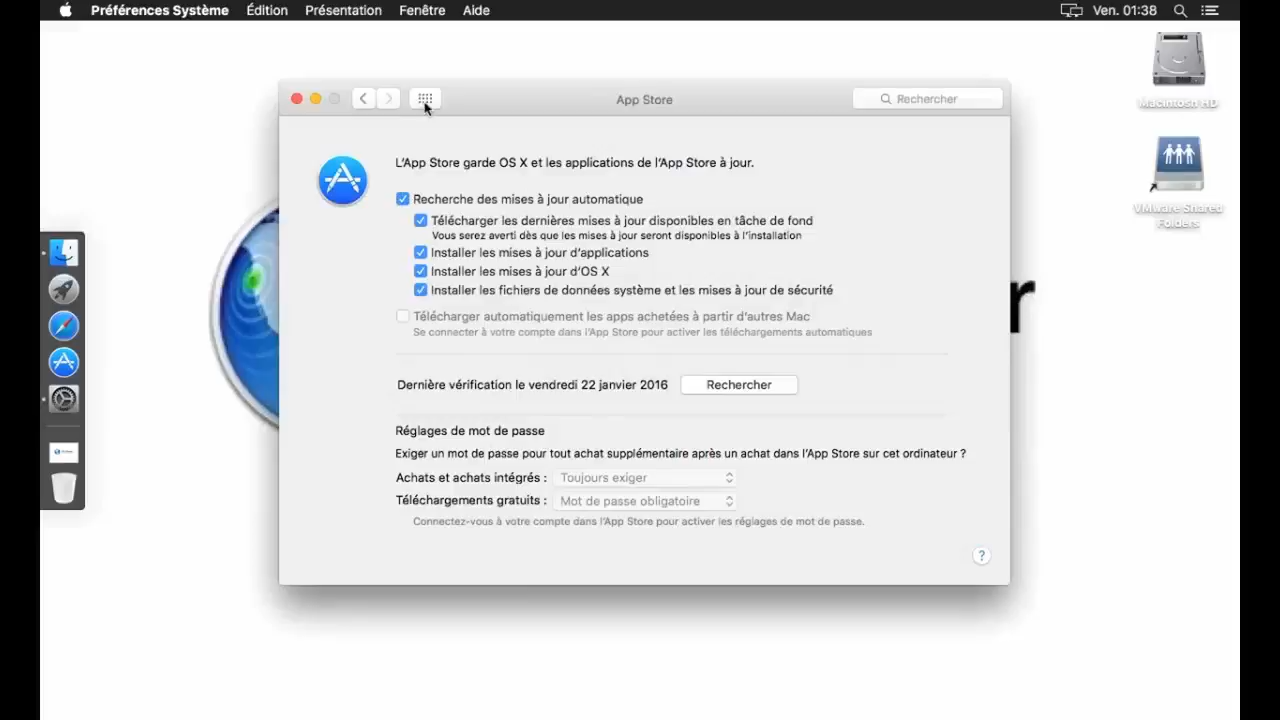 Préférences Système Édition Présentation Fenêtre Aide Ven. 01:38
App Store
Rechercher
Macintosh HD
VMware Shared
Folders
L'App Store garde OS X et les applications de l'App Store à jour.
Recherche des mises à jour automatique
Télécharger les dernières mises à jour disponibles en tâche de fond
Vous serez averti dès que les mises à jour seront disponibles à l'installation
Installer les mises à jour d'applications
Installer les mises à jour d'OS X
Installer les fichiers de données système et les mises à jour de sécurité
Télécharger automatiquement les apps achetées à partir d'autres Mac
Se connecter à votre compte dans l'App Store pour activer les téléchargements automatiques
Dernière vérification le vendredi 22 janvier 2016 Rechercher
Réglages de mot de passe
Exiger un mot de passe pour tout achat supplémentaire après un achat dans l'App Store sur cet ordinateur ?
Achats et achats intégrés : Toujours exiger
Téléchargements gratuits : Mot de passe obligatoire
Connectez-vous à votre compte dans l'App Store pour activer les réglages de mot de passe.
?